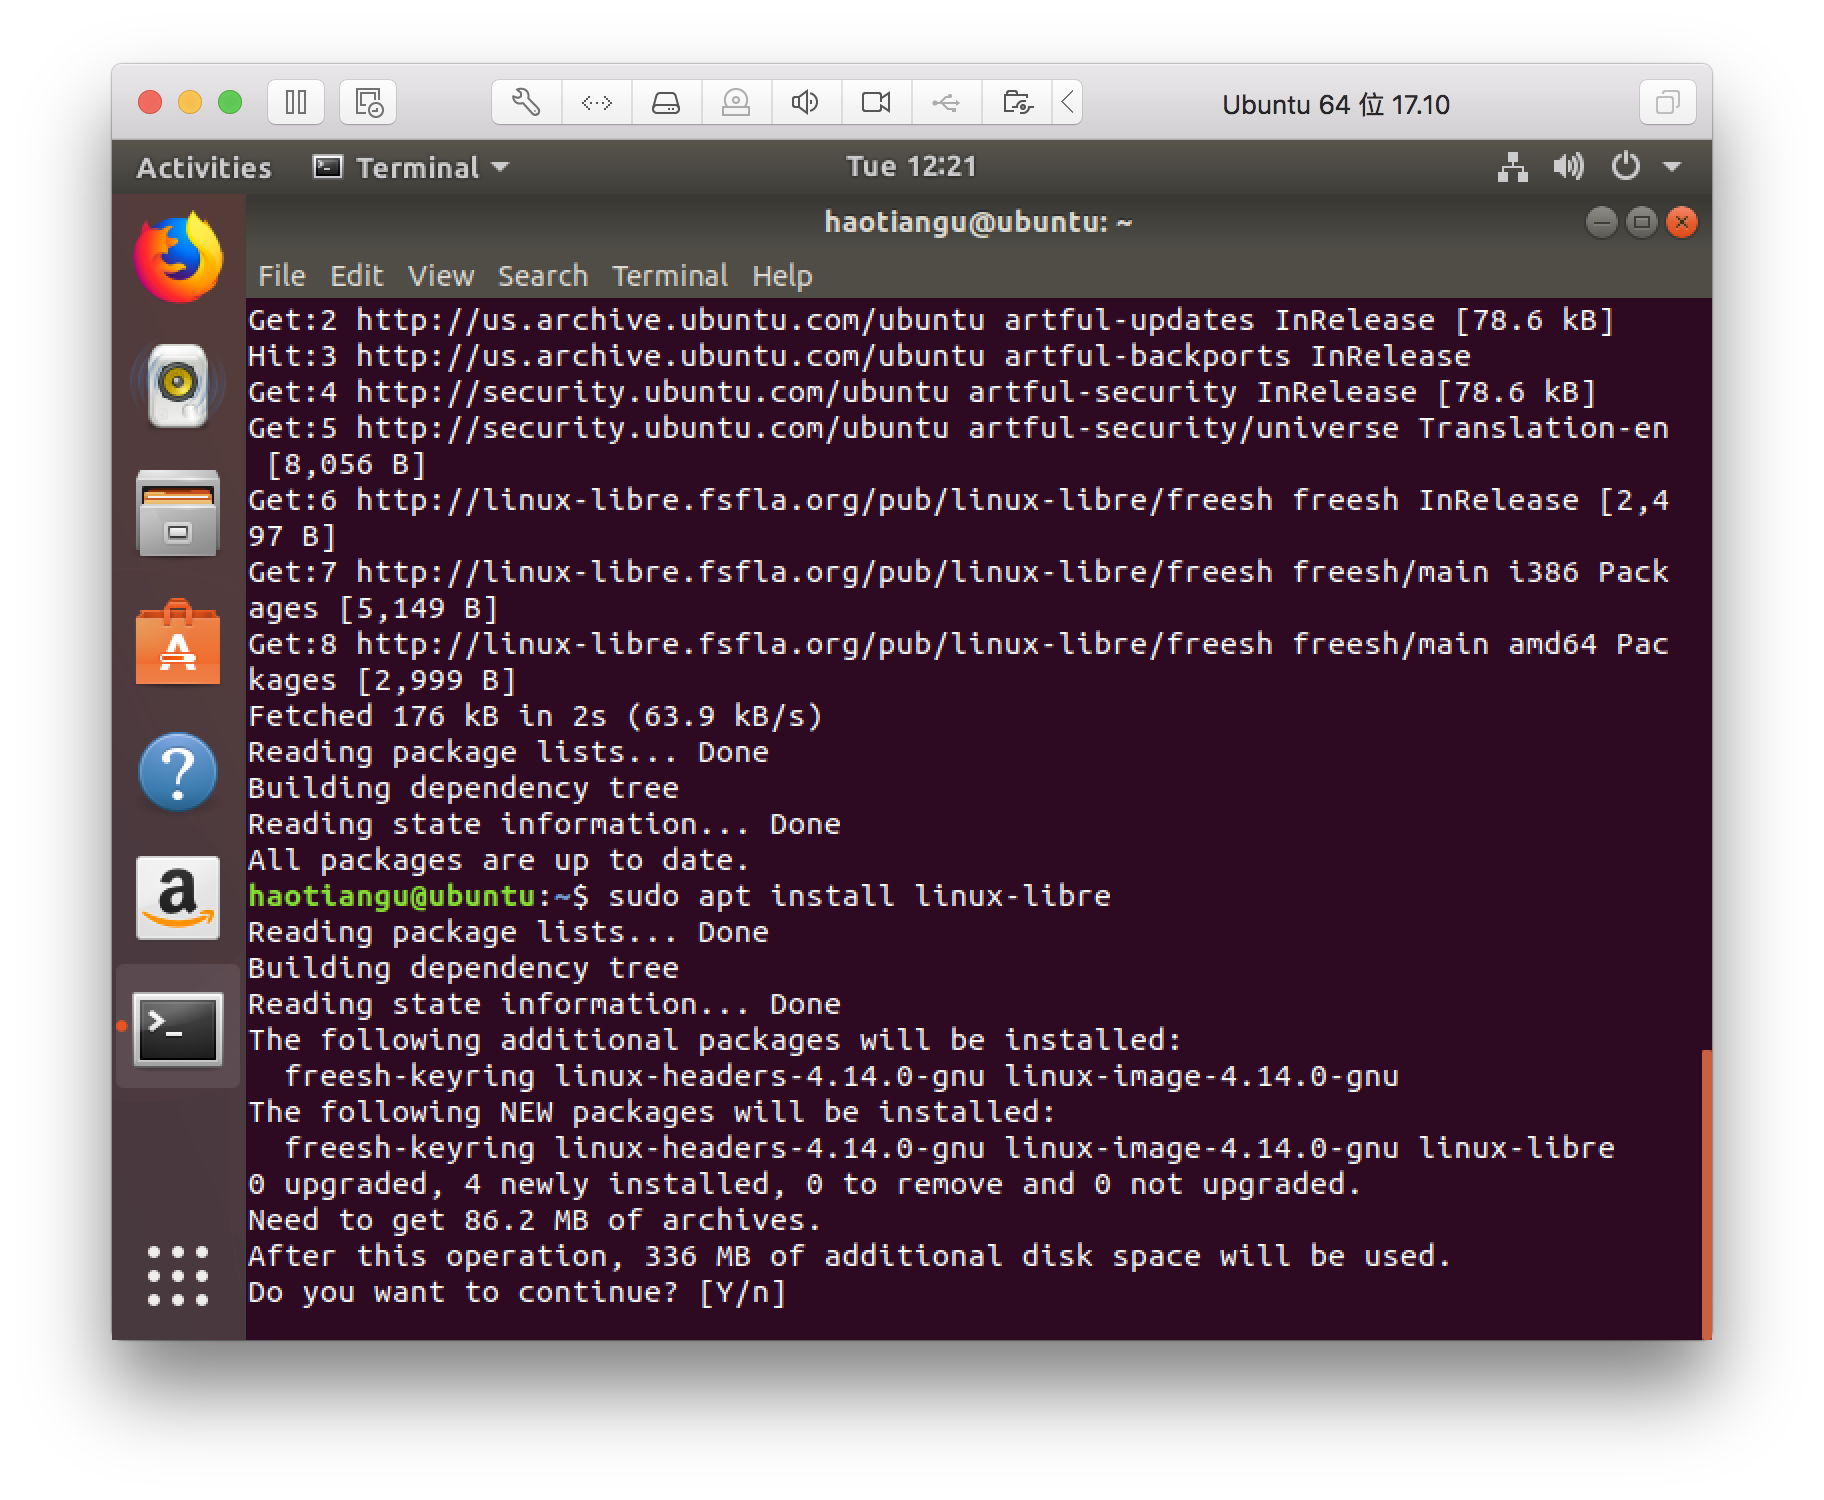 Ubuntu 64 位 17.10
Activities Terminal Tue 12:21
haotiangu@ubuntu: ~
File Edit View Search Terminal Help
Get:2 http://us.archive.ubuntu.com/ubuntu artful-updates InRelease [78.6 kB]
Hit:3 http://us.archive.ubuntu.com/ubuntu artful-backports InRelease
Get:4 http://security.ubuntu.com/ubuntu artful-security InRelease [78.6 kB]
Get:5 http://security.ubuntu.com/ubuntu artful-security/universe Translation-en
 [8,056 B]
Get:6 http://linux-libre.fsfla.org/pub/linux-libre/freesh freesh InRelease [2,4
97 B]
Get:7 http://linux-libre.fsfla.org/pub/linux-libre/freesh freesh/main i386 Pack
ages [5,149 B]
Get:8 http://linux-libre.fsfla.org/pub/linux-libre/freesh freesh/main amd64 Pac
kages [2,999 B]
Fetched 176 kB in 2s (63.9 kB/s)
Reading package lists... Done
Building dependency tree
Reading state information... Done
All packages are up to date.
haotiangu@ubuntu:~$ sudo apt install linux-libre
Reading package lists... Done
Building dependency tree
Reading state information... Done
The following additional packages will be installed:
  freesh-keyring linux-headers-4.14.0-gnu linux-image-4.14.0-gnu
The following NEW packages will be installed:
  freesh-keyring linux-headers-4.14.0-gnu linux-image-4.14.0-gnu linux-libre
0 upgraded, 4 newly installed, 0 to remove and 0 not upgraded.
Need to get 86.2 MB of archives.
After this operation, 336 MB of additional disk space will be used.
Do you want to continue? [Y/n]